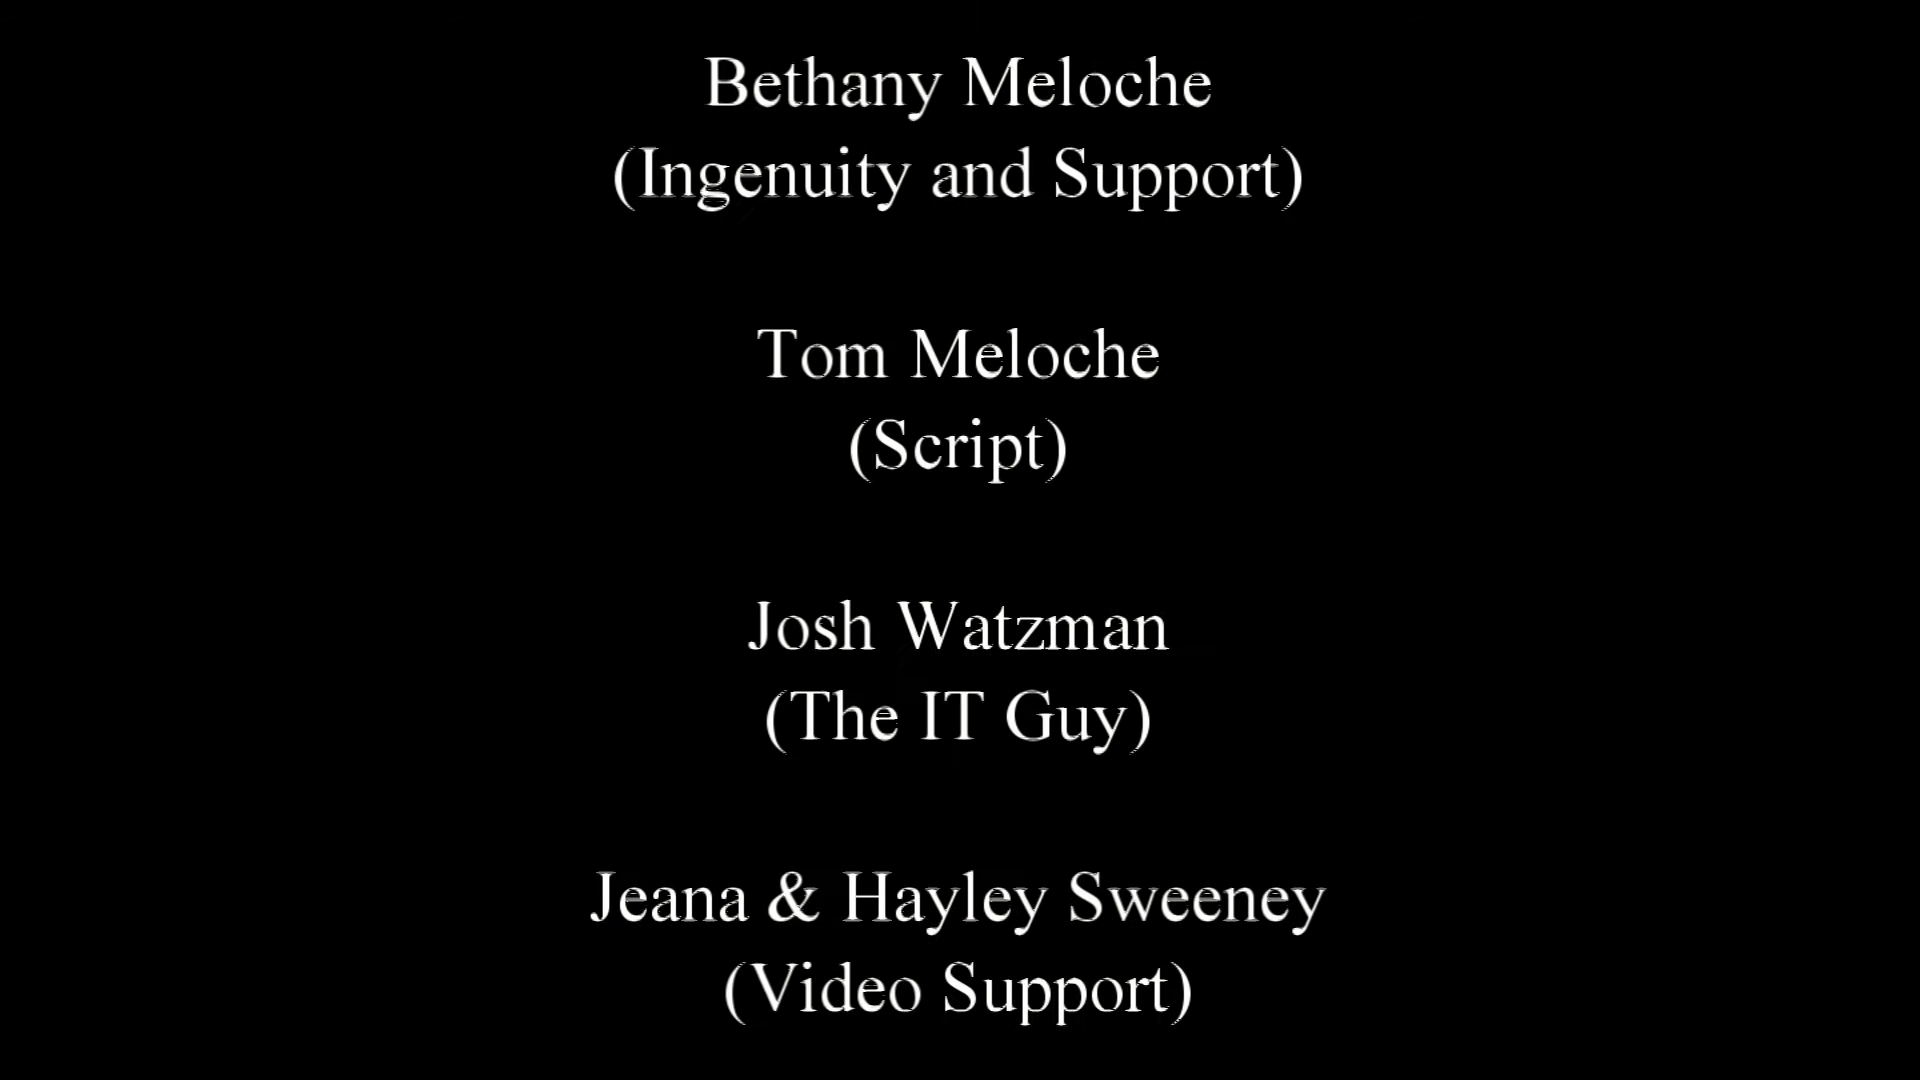 Bethany Meloche
(Ingenuity and Support)
Tom Meloche
(Script)
Josh Watzman
(The IT Guy)
Jeana & Hayley Sweeney
(Video Support)